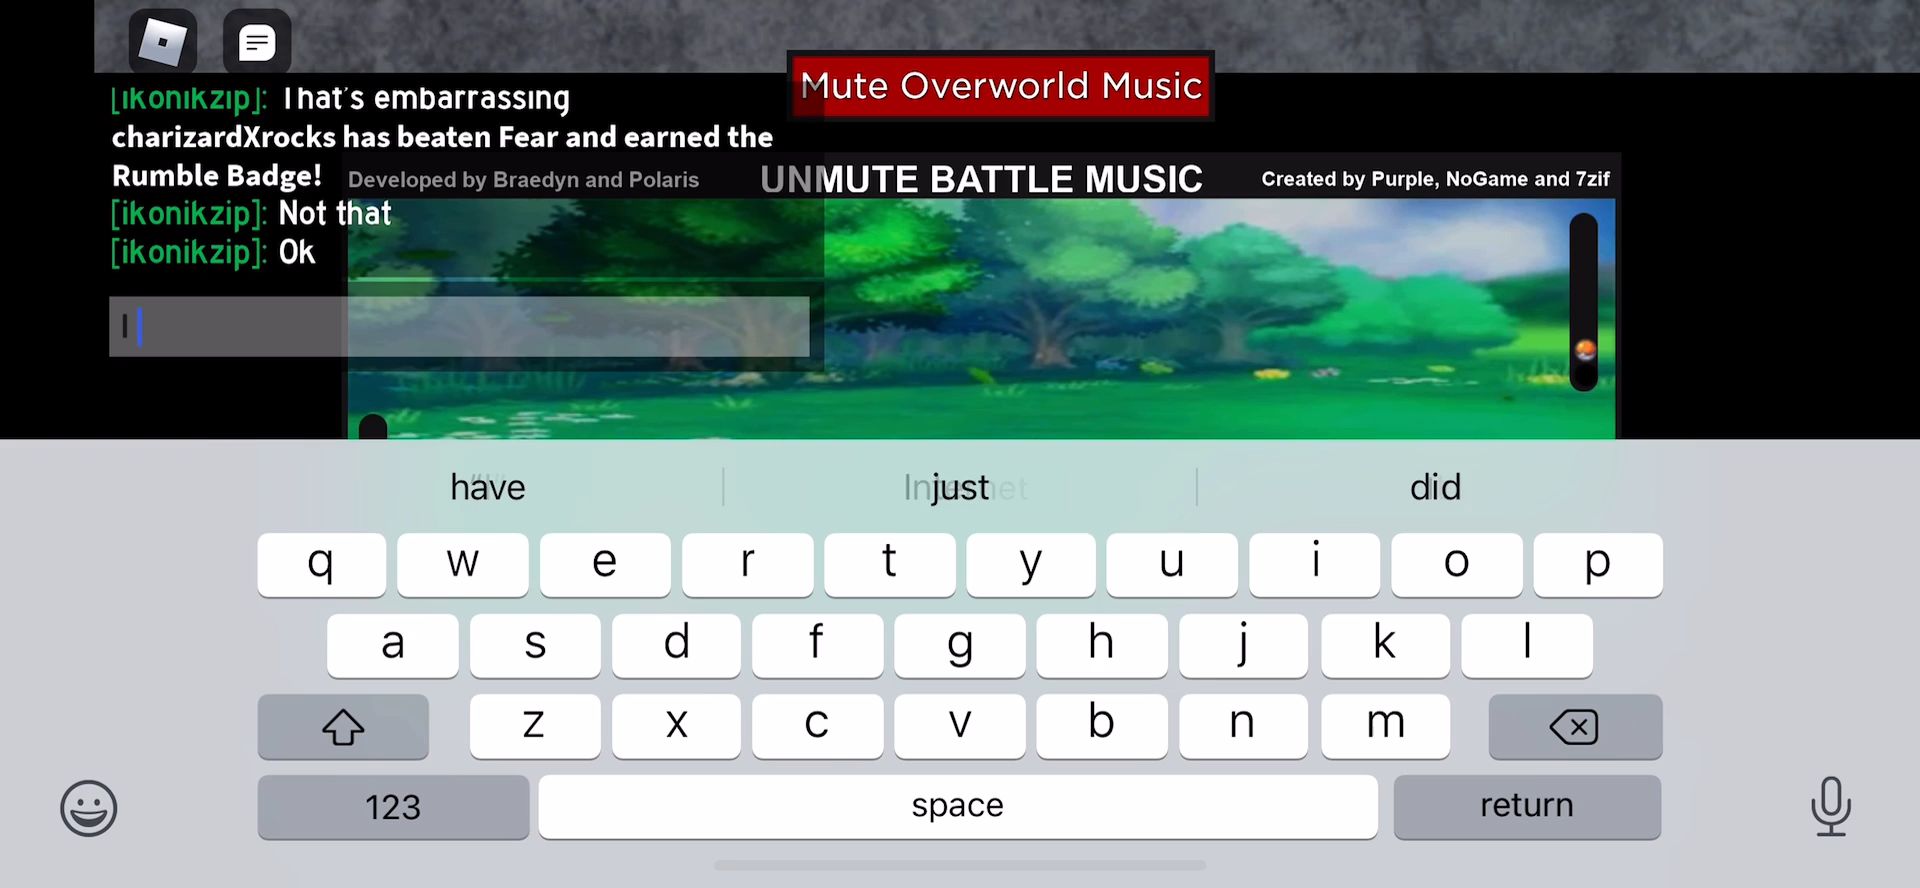 Mute Overworld Music
[ikonikzip]: That's embarrassing
charizardXrocks has beaten Fear and earned the
Rumble Badge!
Developed by Braedyn and Polaris
UNMUTE BATTLE MUSIC
Created by Purple, NoGame and 7zif
[ikonikzip]: Not that
[ikonikzip]: Ok
I
have just did
q w e r t y u i o p
a s d f g h j k l
z x c v b n m
123 space return